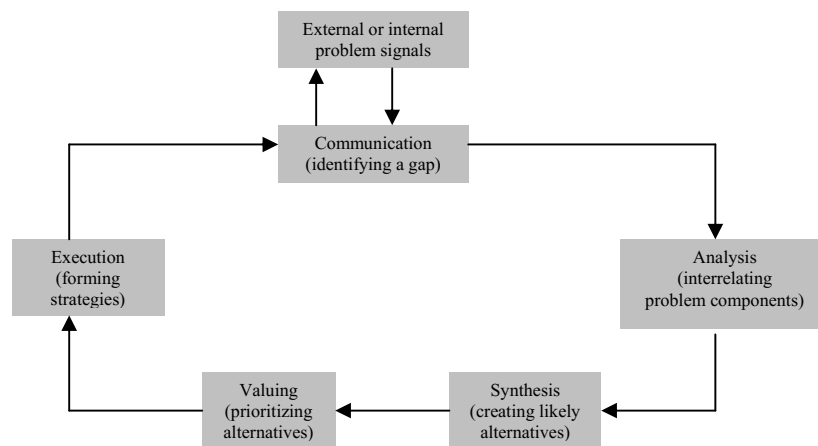 External or internal
problem signals
Communication
(identifying a gap)
Analysis
(interrelating
problem components)
Synthesis
(creating likely
alternatives)
Valuing
(prioritizing
alternatives)
Execution
(forming
strategies)